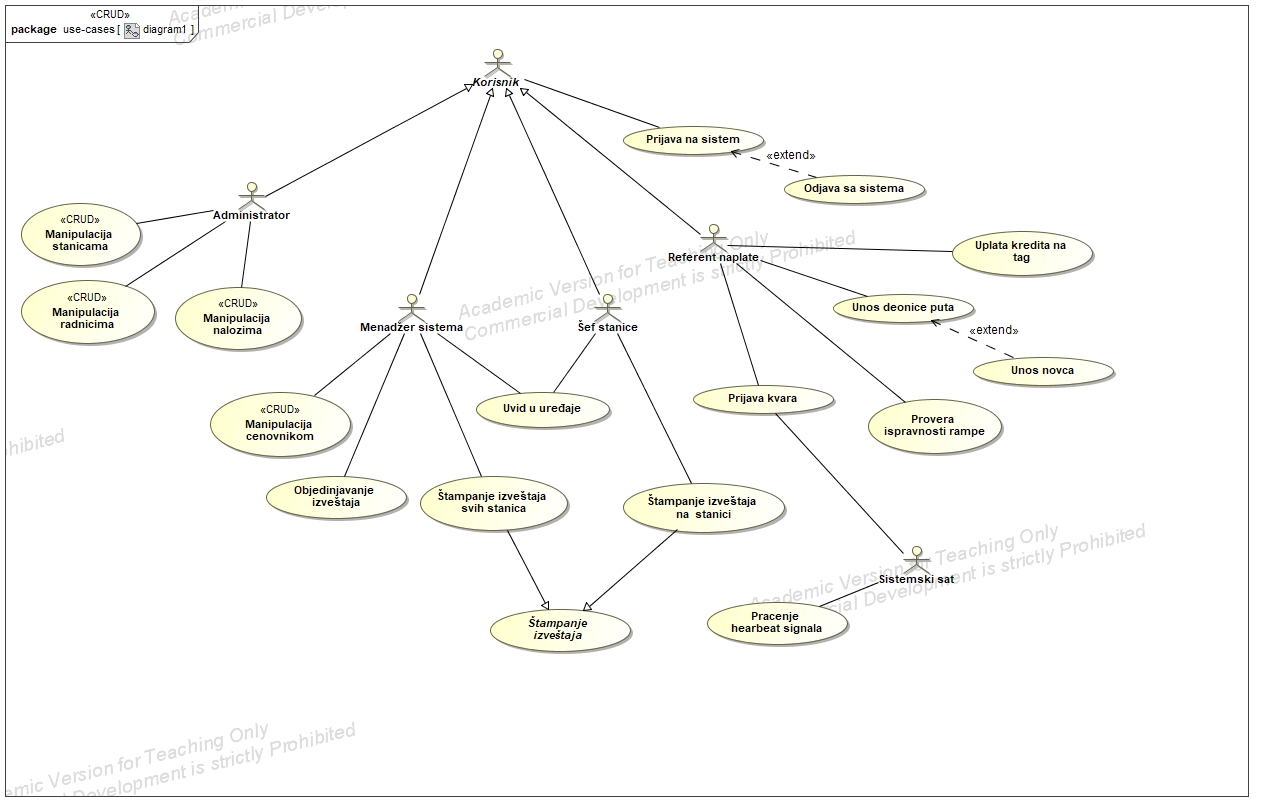 «CRUD»
package use-cases [ diagram1 ]
Academic Version for Teaching Only
Commercial Development is strictly Prohibited
Korisnik
Prijava na sistem
«extend»
Odjava sa sistema
Administrator
«CRUD»
Manipulacija
stanicama
«CRUD»
Manipulacija
radnicima
«CRUD»
Manipulacija
nalozima
Referent naplate
Uplata kredita na
tag
Academic Version for Teaching Only
Commercial Development is strictly Prohibited
Menadžer sistema
Šef stanice
Unos deonice puta
«extend»
Unos novca
«CRUD»
Manipulacija
cenovnikom
Uvid u uređaje
Prijava kvara
Provera
ispravnosti rampe
ohibited
Objedinjavanje
izveštaja
Štampanje izveštaja
svih stanica
Štampanje izveštaja
na stanici
Academic Version for Teaching Only
Commercial Development is strictly Prohibited
Sistemski sat
Pracenje
hearbeat signala
Štampanje
izveštaja
emic Version for Teaching Only
Development is strictly Prohibited